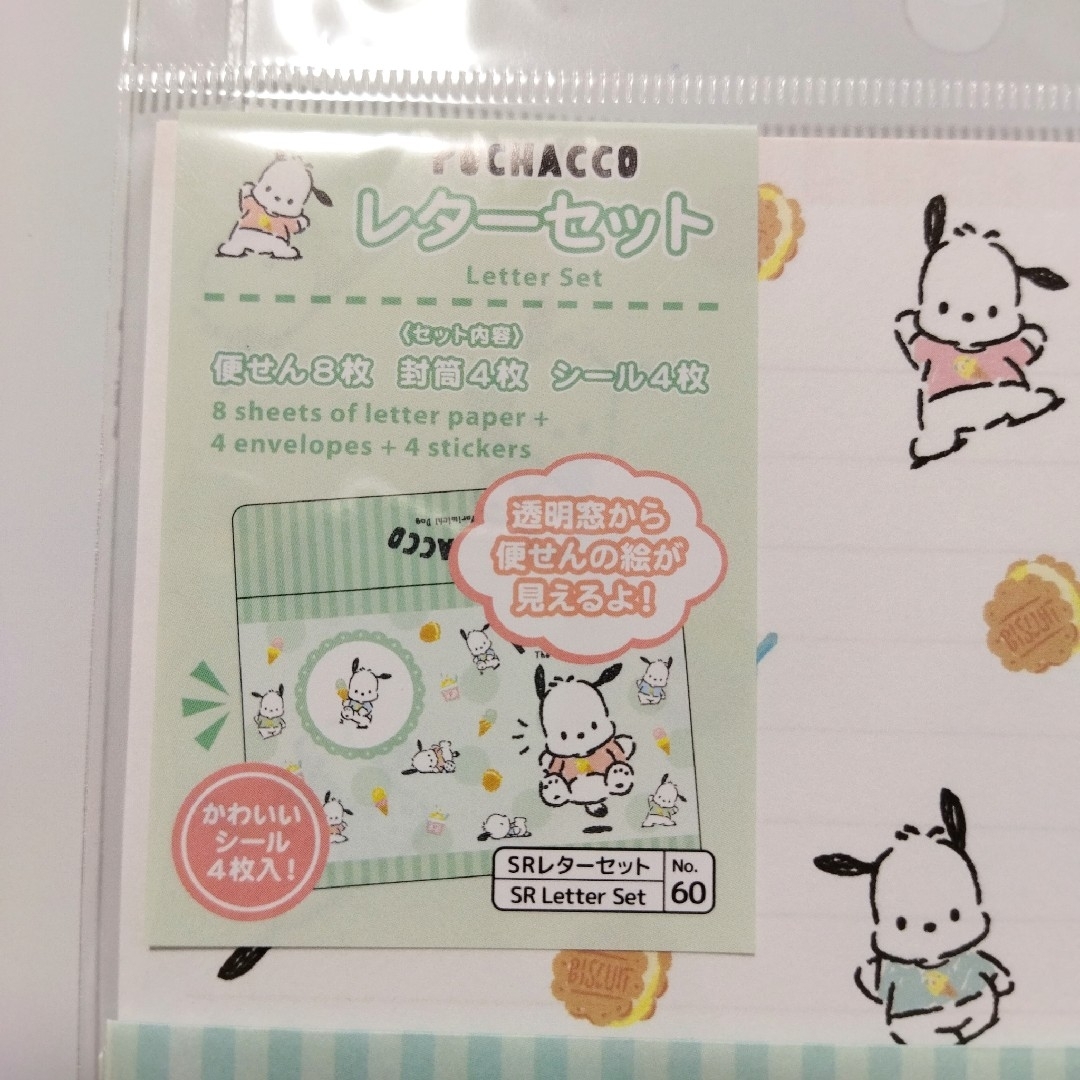 POCHACCO
レターセット
Letter Set
〈セット内容〉
便せん8枚 封筒4枚 シール4枚
8 sheets of letter paper +
4 envelopes + 4 stickers
透明窓から
便せんの絵が
見えるよ!
The
かわいい
シール
4枚入!
SRレターセット No.
SR Letter Set 60
BISCUIT
BISCUIT